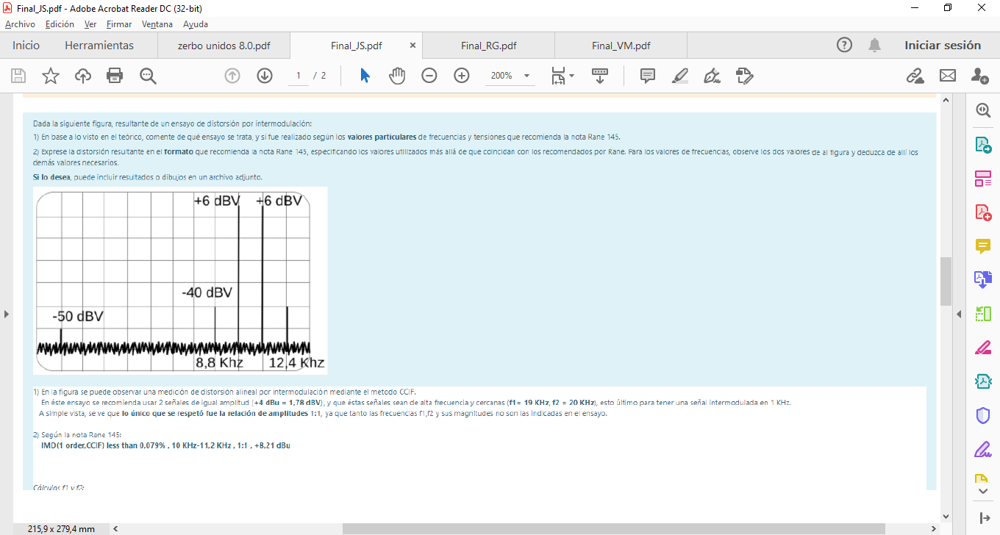 Final_JS.pdf - Adobe Acrobat Reader DC (32-bit)
Archivo Edición Ver Firmar Ventana Ayuda
Inicio Herramientas zerbo unidos 8.0.pdf Final_JS.pdf × Final_RG.pdf Final_VM.pdf Iniciar sesión
1 / 2 200%
Dada la siguiente figura, resultante de un ensayo de distorsión por intermodulación:
1) En base a lo visto en el teórico, comente de qué ensayo se trata, y si fue realizado según los valores particulares de frecuencias y tensiones que recomienda la nota Rane 145.
2) Exprese la distorsión resultante en el formato que recomienda la nota Rane 145, especificando los valores utilizados más allá de que coincidan con los recomendados por Rane. Para los valores de frecuencias, observe los dos valores de al figura y deduzca de allí los
demás valores necesarios.
Si lo desea, puede incluir resultados o dibujos en un archivo adjunto.
+6 dBV +6 dBV
-40 dBV
-50 dBV
8,8 Khz 12,4 Khz
1) En la figura se puede observar una medición de distorsión alineal por intermodulación mediante el método CCIF.
En éste ensayo se recomienda usar 2 señales de igual amplitud (+4 dBu = 1,78 dBV), y que éstas señales sean de alta frecuencia y cercanas (f1= 19 KHz, f2 = 20 KHz), esto último para tener una señal intermodulada en 1 KHz.
A simple vista, se ve que lo único que se respetó fue la relación de amplitudes 1:1, ya que tanto las frecuencias f1,f2 y sus magnitudes no son las indicadas en el ensayo.
2) Según la nota Rane 145:
IMD(1 order,CCIF) less than 0,079% , 10 KHz-11,2 KHz , 1:1 , +8,21 dBu
Cálculos f1 y f2:
215,9 x 279,4 mm